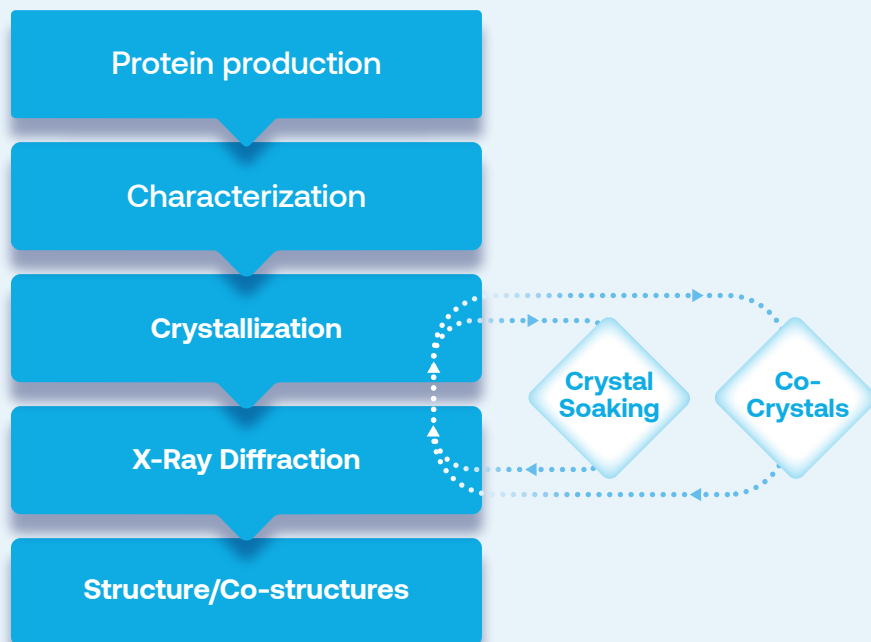 Protein production
Characterization
Crystallization
Crystal
Soaking
Co-
Crystals
X-Ray Diffraction
Structure/Co-structures